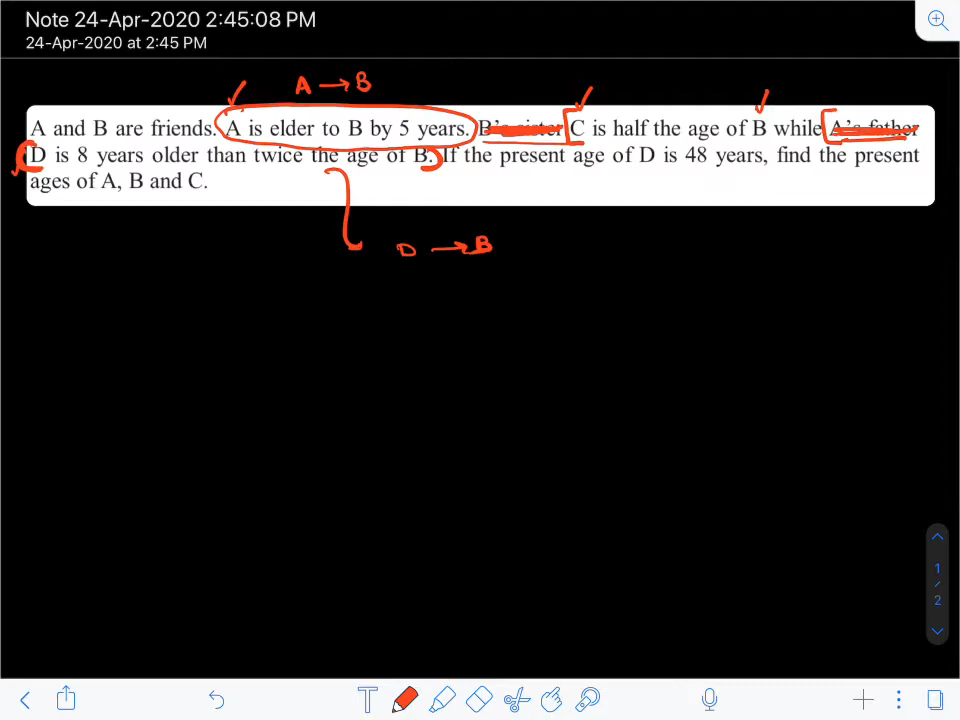 Note 24-Apr-2020 2:45:08 PM
24-Apr-2020 at 2:45 PM
A → B
A and B are friends. A is elder to B by 5 years. B's sister C is half the age of B while A's father
D is 8 years older than twice the age of B. If the present age of D is 48 years, find the present
ages of A, B and C.
D → B
1
/
2
T